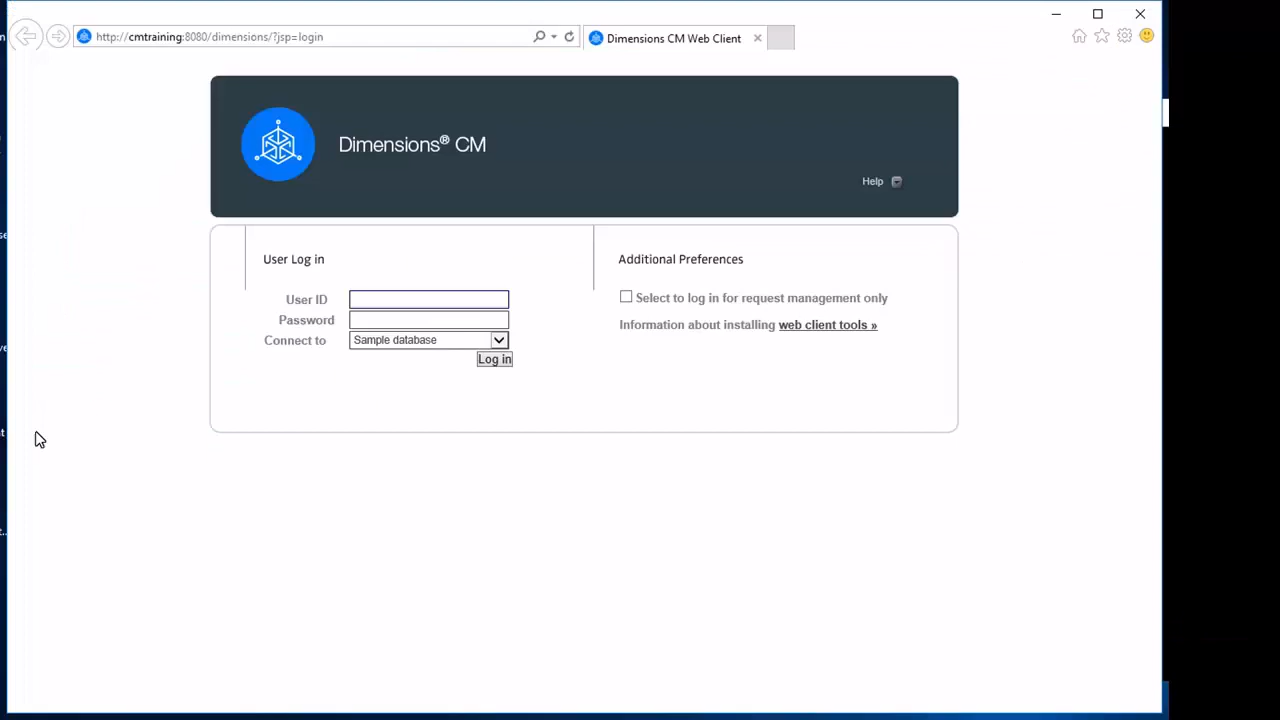 http://cmtraining:8080/dimensions/?jsp=login
Dimensions CM Web Client
Dimensions® CM
Help
User Log in
User ID
Password
Connect to
Sample database
Log in
Additional Preferences
Select to log in for request management only
Information about installing web client tools »